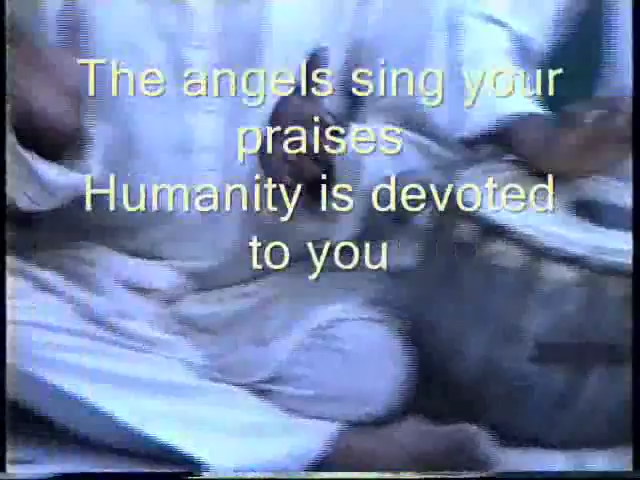 The angels sing your
praises
Humanity is devoted
to you